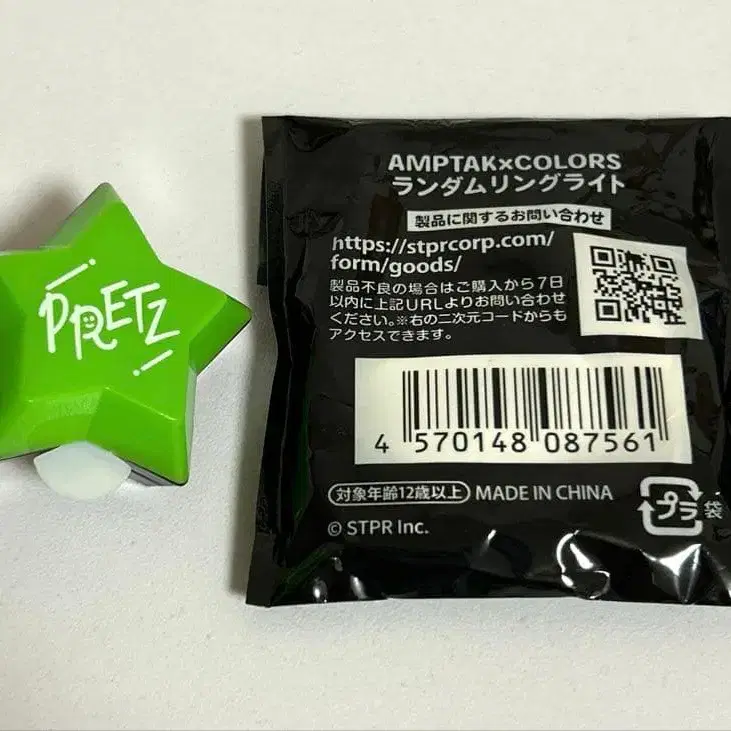 PRETZ
AMPTAK×COLORS
ランダムリングライト
製品に関するお問い合わせ
https://stprcorp.com/
form/goods/
製品不良の場合はご購入から7日
以内に上記URLよりお問い合わせ
ください。※右の二次元コードからも
アクセスできます。
4 570148 087561
対象年齢12歳以上 MADE IN CHINA
© STPR Inc.
プラ 袋